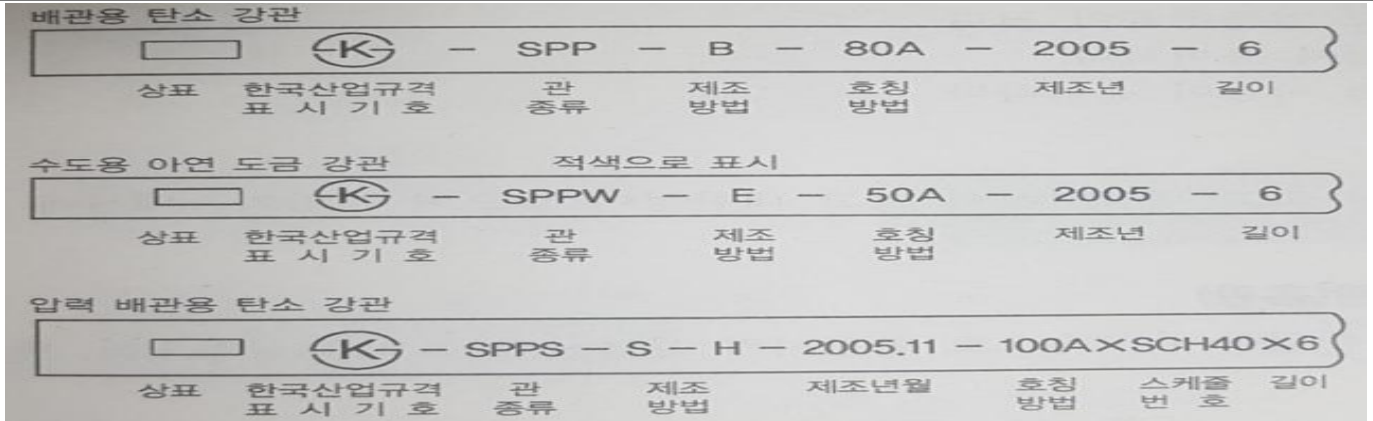 배관용 탄소 강관
K - SPP - B - 80A - 2005 - 6
상표 한국산업규격 관 제조 호칭 제조년 길이
표 시 기 호 종류 방법 방법
수도용 아연 도금 강관 적색으로 표시
K - SPPW - E - 50A - 2005 - 6
상표 한국산업규격 관 제조 호칭 제조년 길이
표 시 기 호 종류 방법 방법
압력 배관용 탄소 강관
K - SPPS - S - H - 2005.11 - 100A×SCH40×6
상표 한국산업규격 관 제조 제조년월 호칭 스케줄 길이
표 시 기 호 종류 방법 방법 번 호